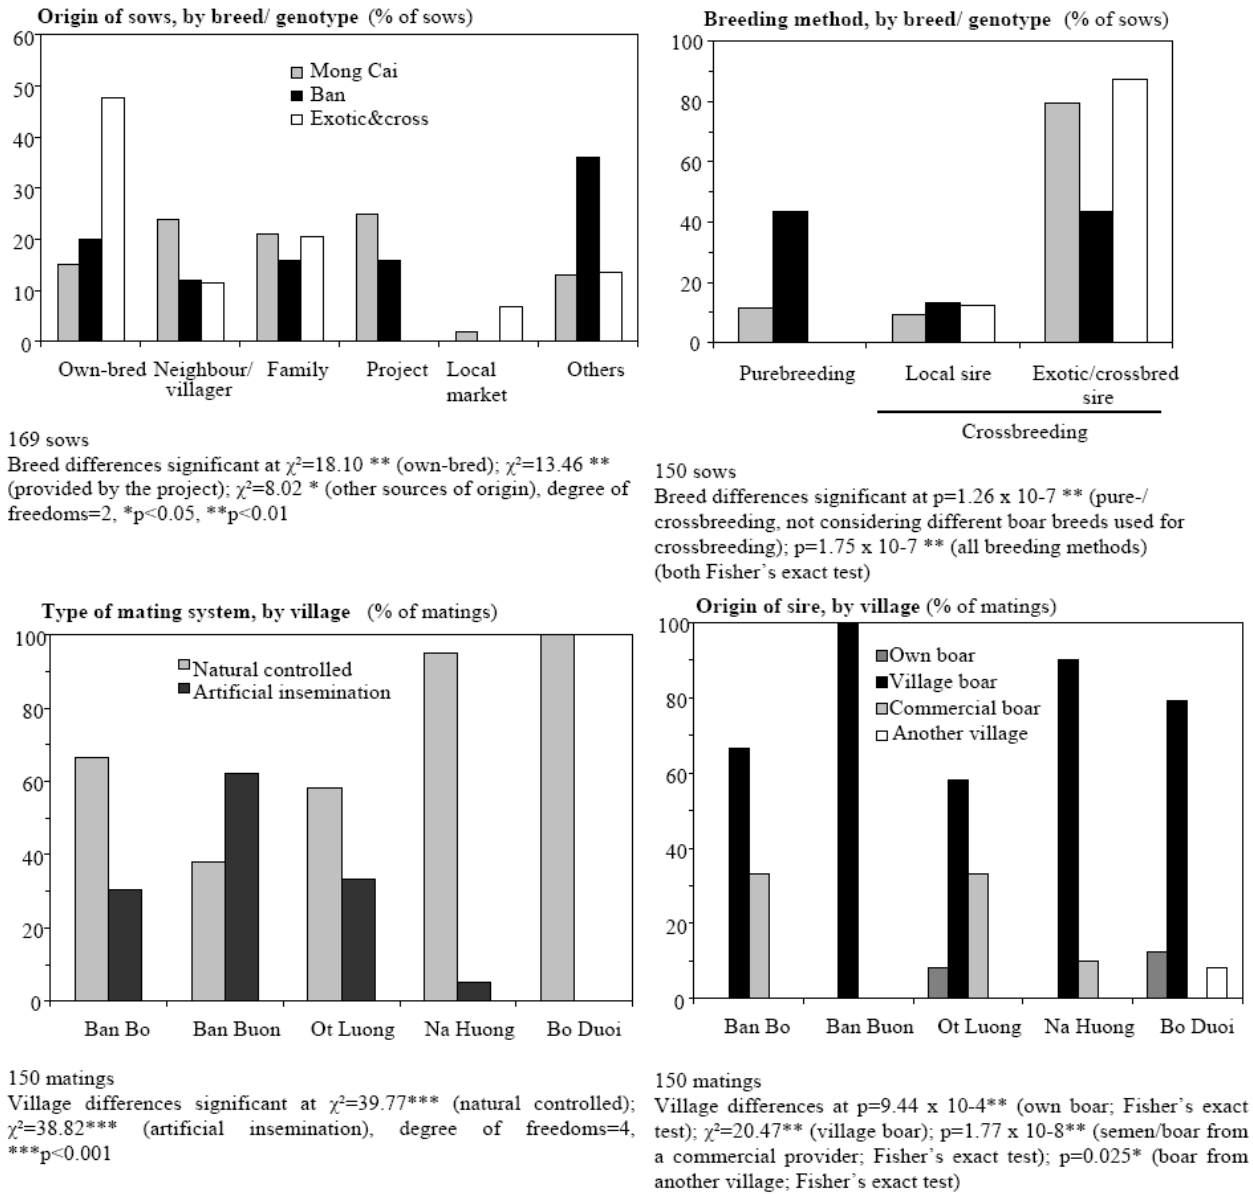 Origin of sows, by breed/ genotype (% of sows)
60
50
40
30
20
10
0
Mong Cai
Ban
Exotic&cross
Own-bred Neighbour/ Family Project Local Others
villager market
169 sows
Breed differences significant at χ²=18.10 ** (own-bred); χ²=13.46 **
(provided by the project); χ²=8.02 * (other sources of origin), degree of
freedoms=2, *p<0.05, **p<0.01
Breeding method, by breed/ genotype (% of sows)
100
80
60
40
20
0
Purebreeding Local sire Exotic/crossbred
sire
Crossbreeding
150 sows
Breed differences significant at p=1.26 x 10-7 ** (pure-/
crossbreeding, not considering different boar breeds used for
crossbreeding); p=1.75 x 10-7 ** (all breeding methods)
(both Fisher’s exact test)
Type of mating system, by village (% of matings)
100
80
60
40
20
0
Natural controlled
Artificial insemination
Ban Bo Ban Buon Ot Luong Na Huong Bo Duoi
150 matings
Village differences significant at χ²=39.77*** (natural controlled);
χ²=38.82*** (artificial insemination), degree of freedoms=4,
***p<0.001
Origin of sire, by village (% of matings)
100
80
60
40
20
0
Own boar
Village boar
Commercial boar
Another village
Ban Bo Ban Buon Ot Luong Na Huong Bo Duoi
150 matings
Village differences at p=9.44 x 10-4** (own boar; Fisher’s exact
test); χ²=20.47** (village boar); p=1.77 x 10-8** (semen/boar from
a commercial provider; Fisher’s exact test); p=0.025* (boar from
another village; Fisher’s exact test)